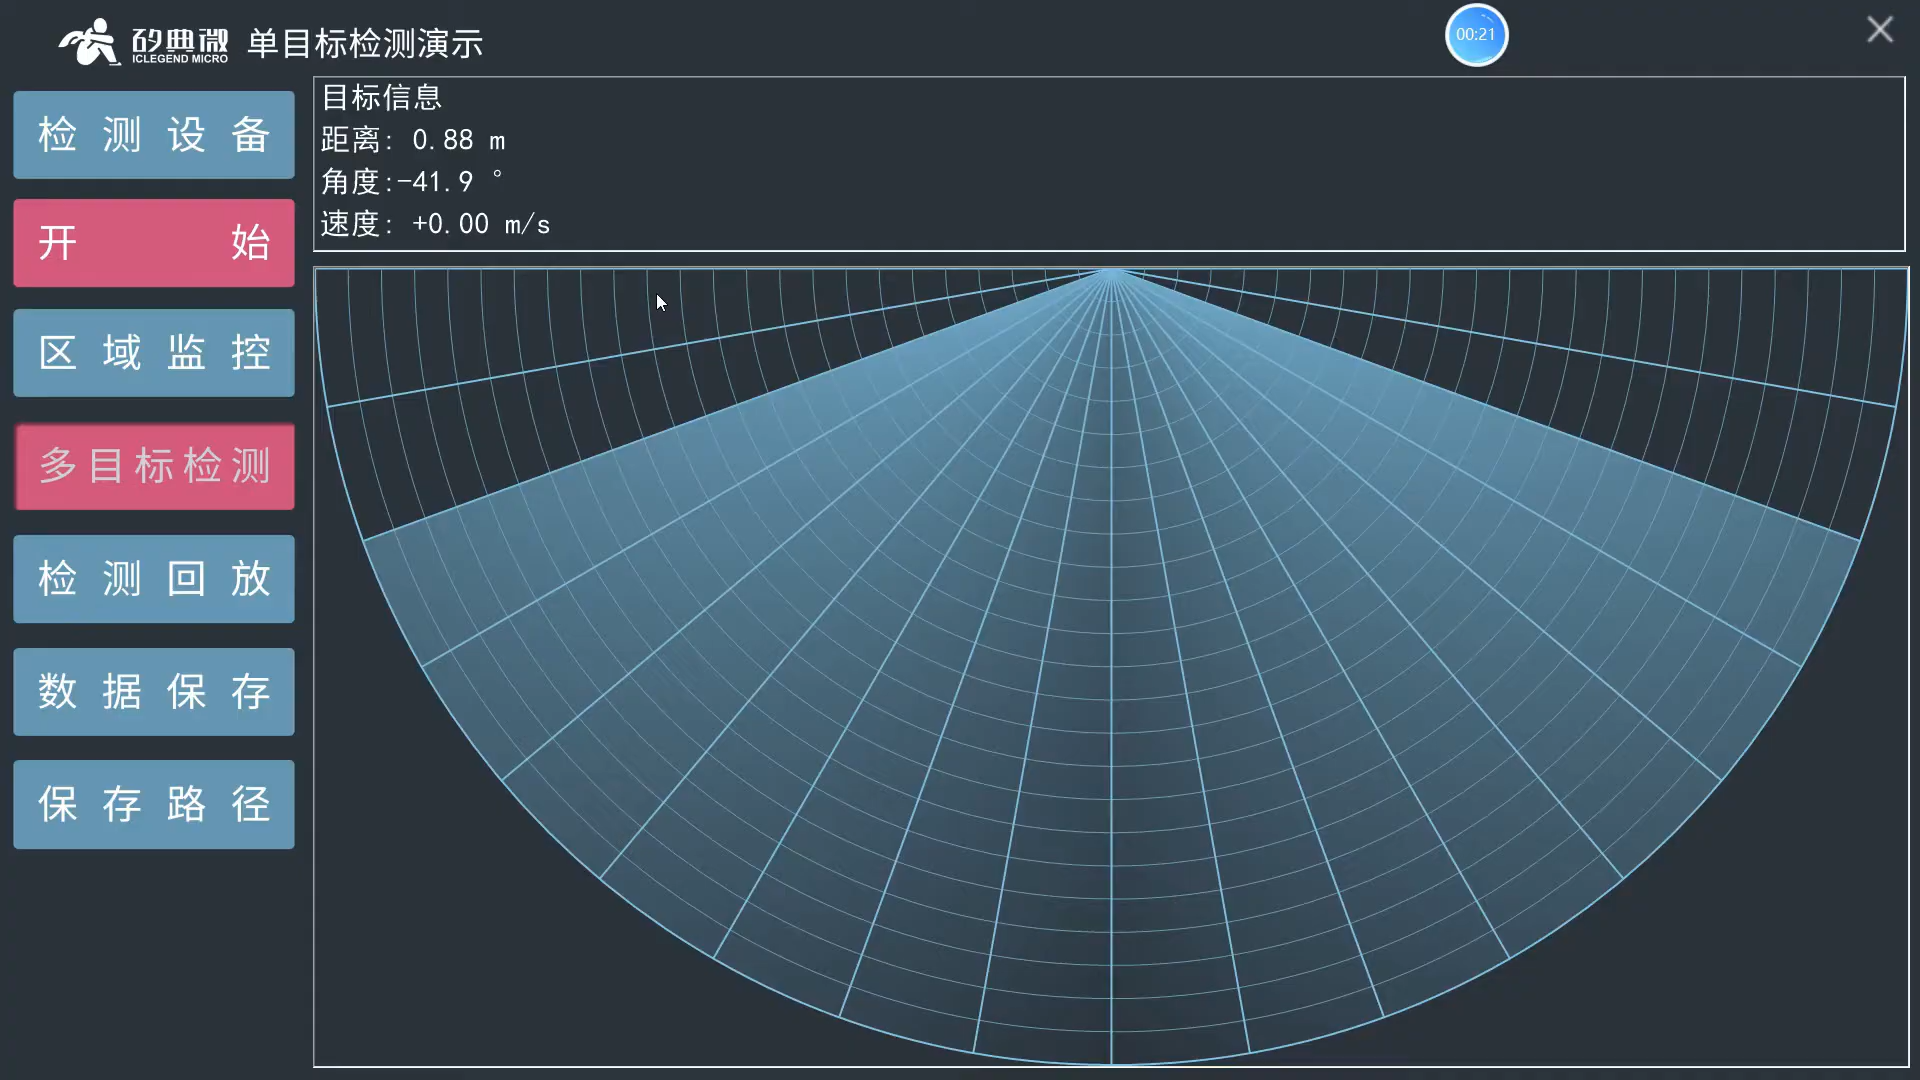 矽典微
ICLEGEND MICRO
单目标检测演示
00:21
检测设备
开始
区域监控
多目标检测
检测回放
数据保存
保存路径
目标信息
距离: 0.88 m
角度:-41.9 °
速度: +0.00 m/s